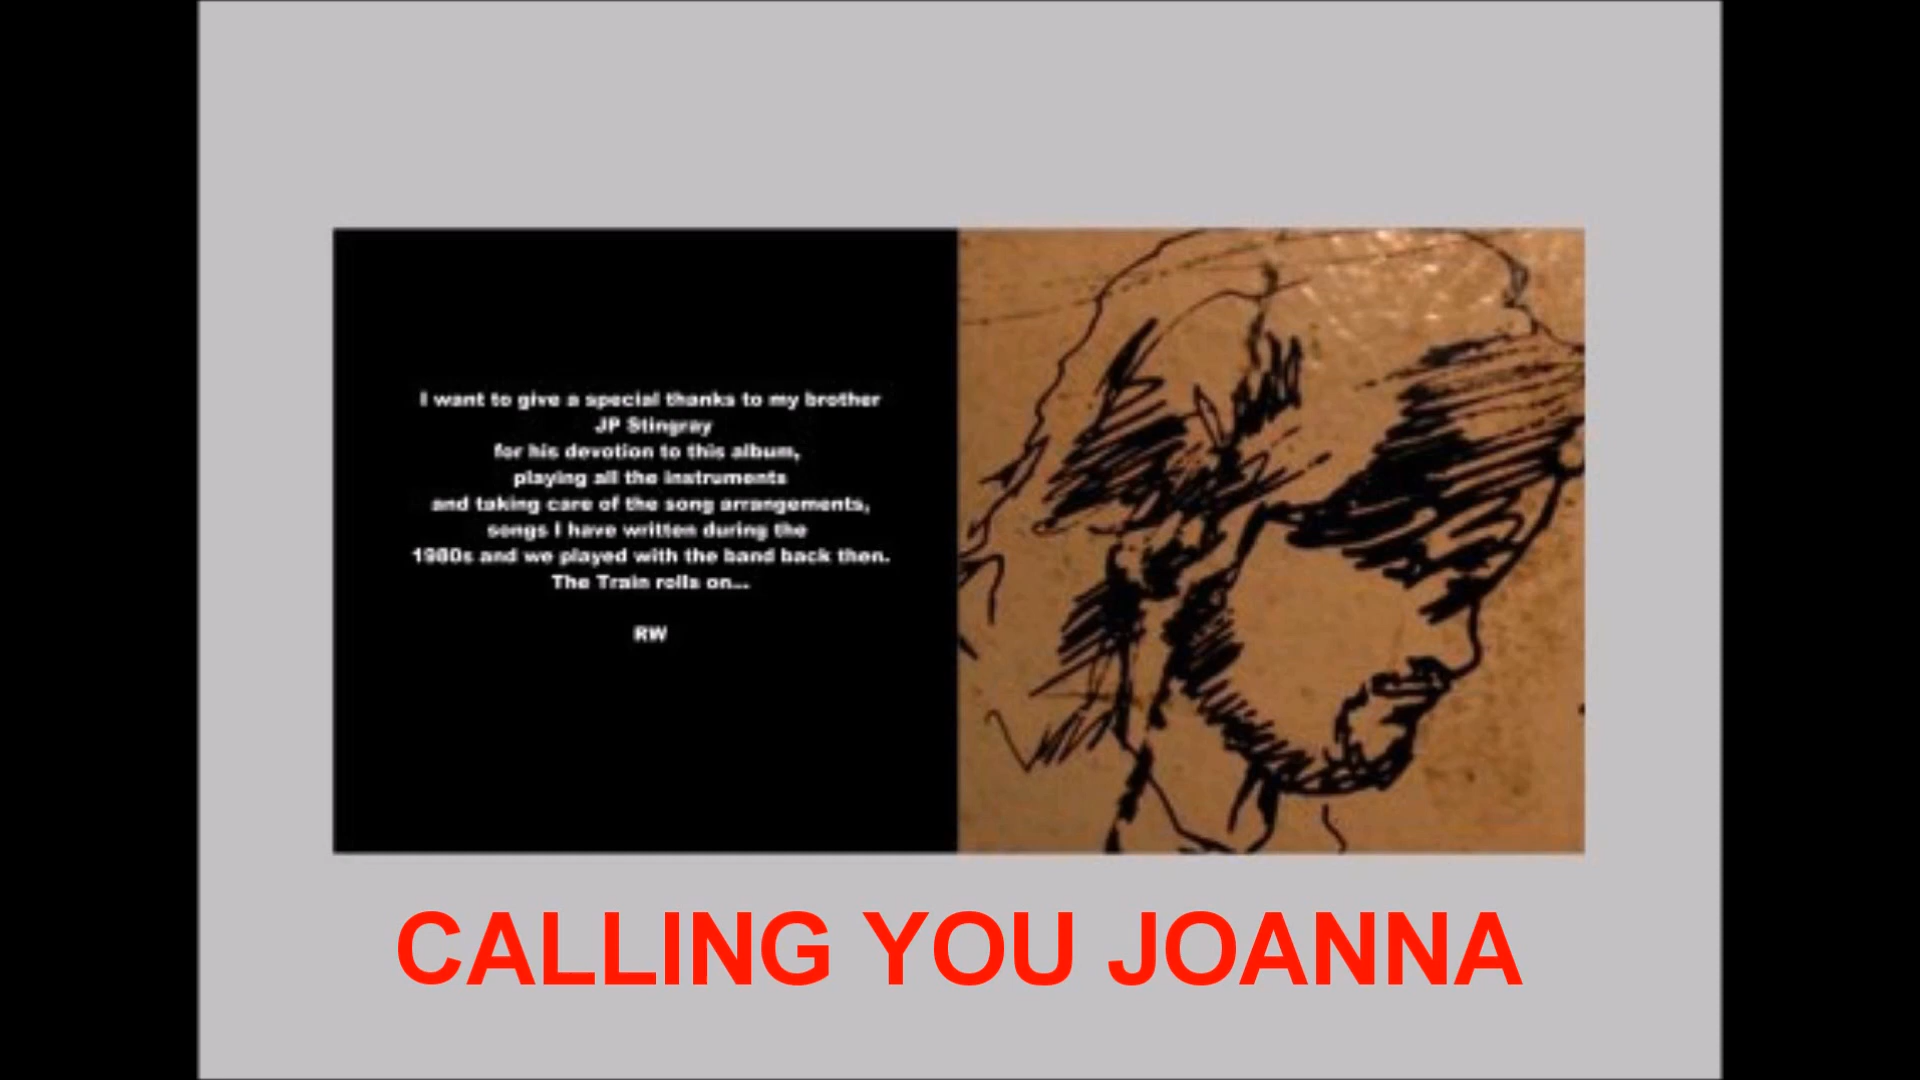 I want to give a special thanks to my brother
JP Stingray
for his devotion to this album,
playing all the instruments
and taking care of the song arrangements,
songs I have written during the
1980s and we played with the band back then.
The Train rolls on...
RW
CALLING YOU JOANNA